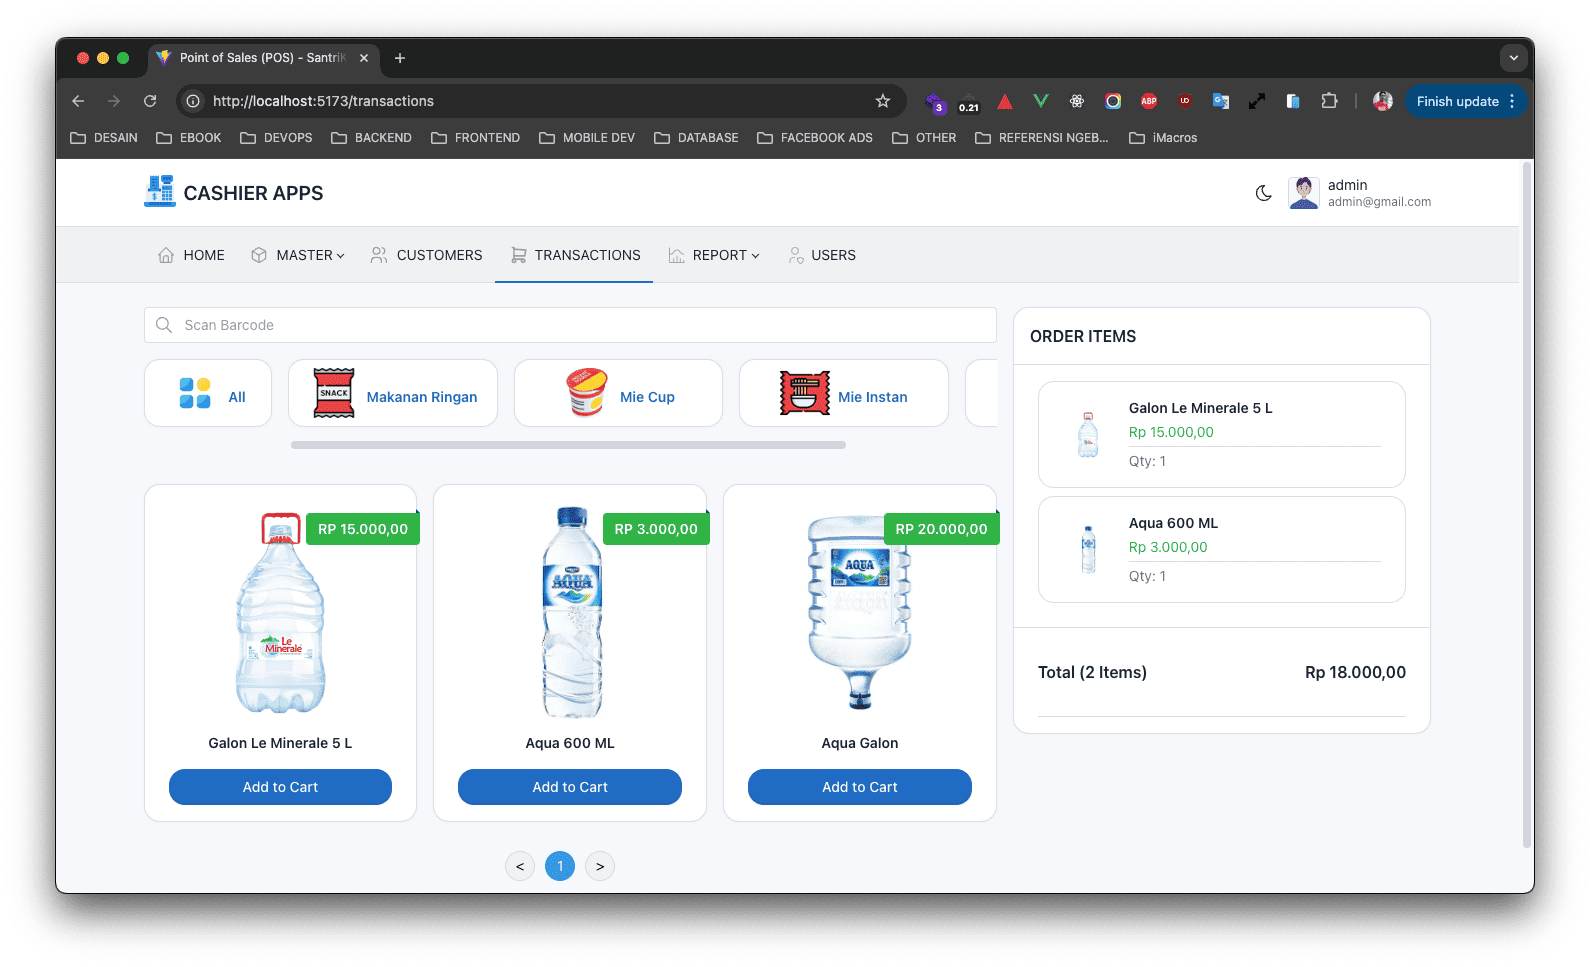 Point of Sales (POS) - SantriK
http://localhost:5173/transactions
3
0.21
ABP
UD
Finish update
DESAIN
EBOOK
DEVOPS
BACKEND
FRONTEND
MOBILE DEV
DATABASE
FACEBOOK ADS
OTHER
REFERENSI NGEB...
iMacros
CASHIER APPS
admin
admin@gmail.com
HOME
MASTER
CUSTOMERS
TRANSACTIONS
REPORT
USERS
Scan Barcode
All
SNACK
Makanan Ringan
Mie Cup
Mie Instan
RP 15.000,00
Le
Minerale
Galon Le Minerale 5 L
Add to Cart
RP 3.000,00
AQUA
Aqua 600 ML
Add to Cart
RP 20.000,00
AQUA
AQUA
Aqua Galon
Add to Cart
<
1
>
ORDER ITEMS
Galon Le Minerale 5 L
Rp 15.000,00
Qty: 1
Aqua 600 ML
Rp 3.000,00
Qty: 1
Total (2 Items)
Rp 18.000,00